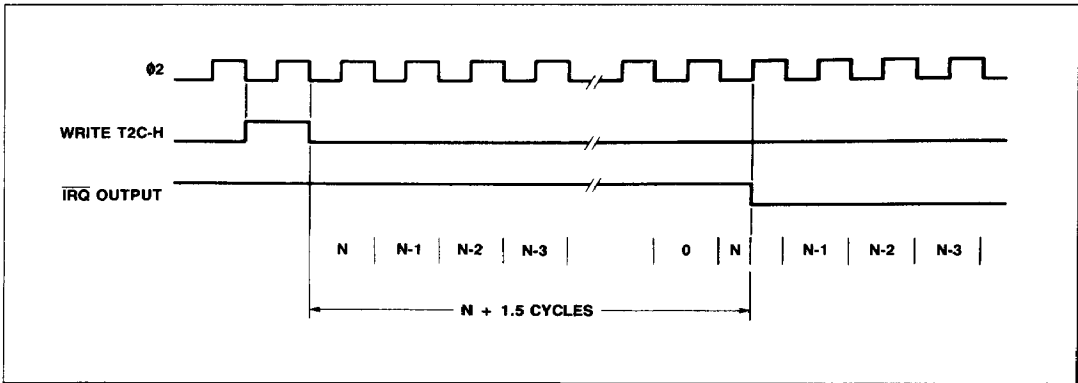 φ2
WRITE T2C-H
IRQ OUTPUT
N | N-1 | N-2 | N-3 | | 0 | N | | N-1 | N-2 | N-3 |
N + 1.5 CYCLES